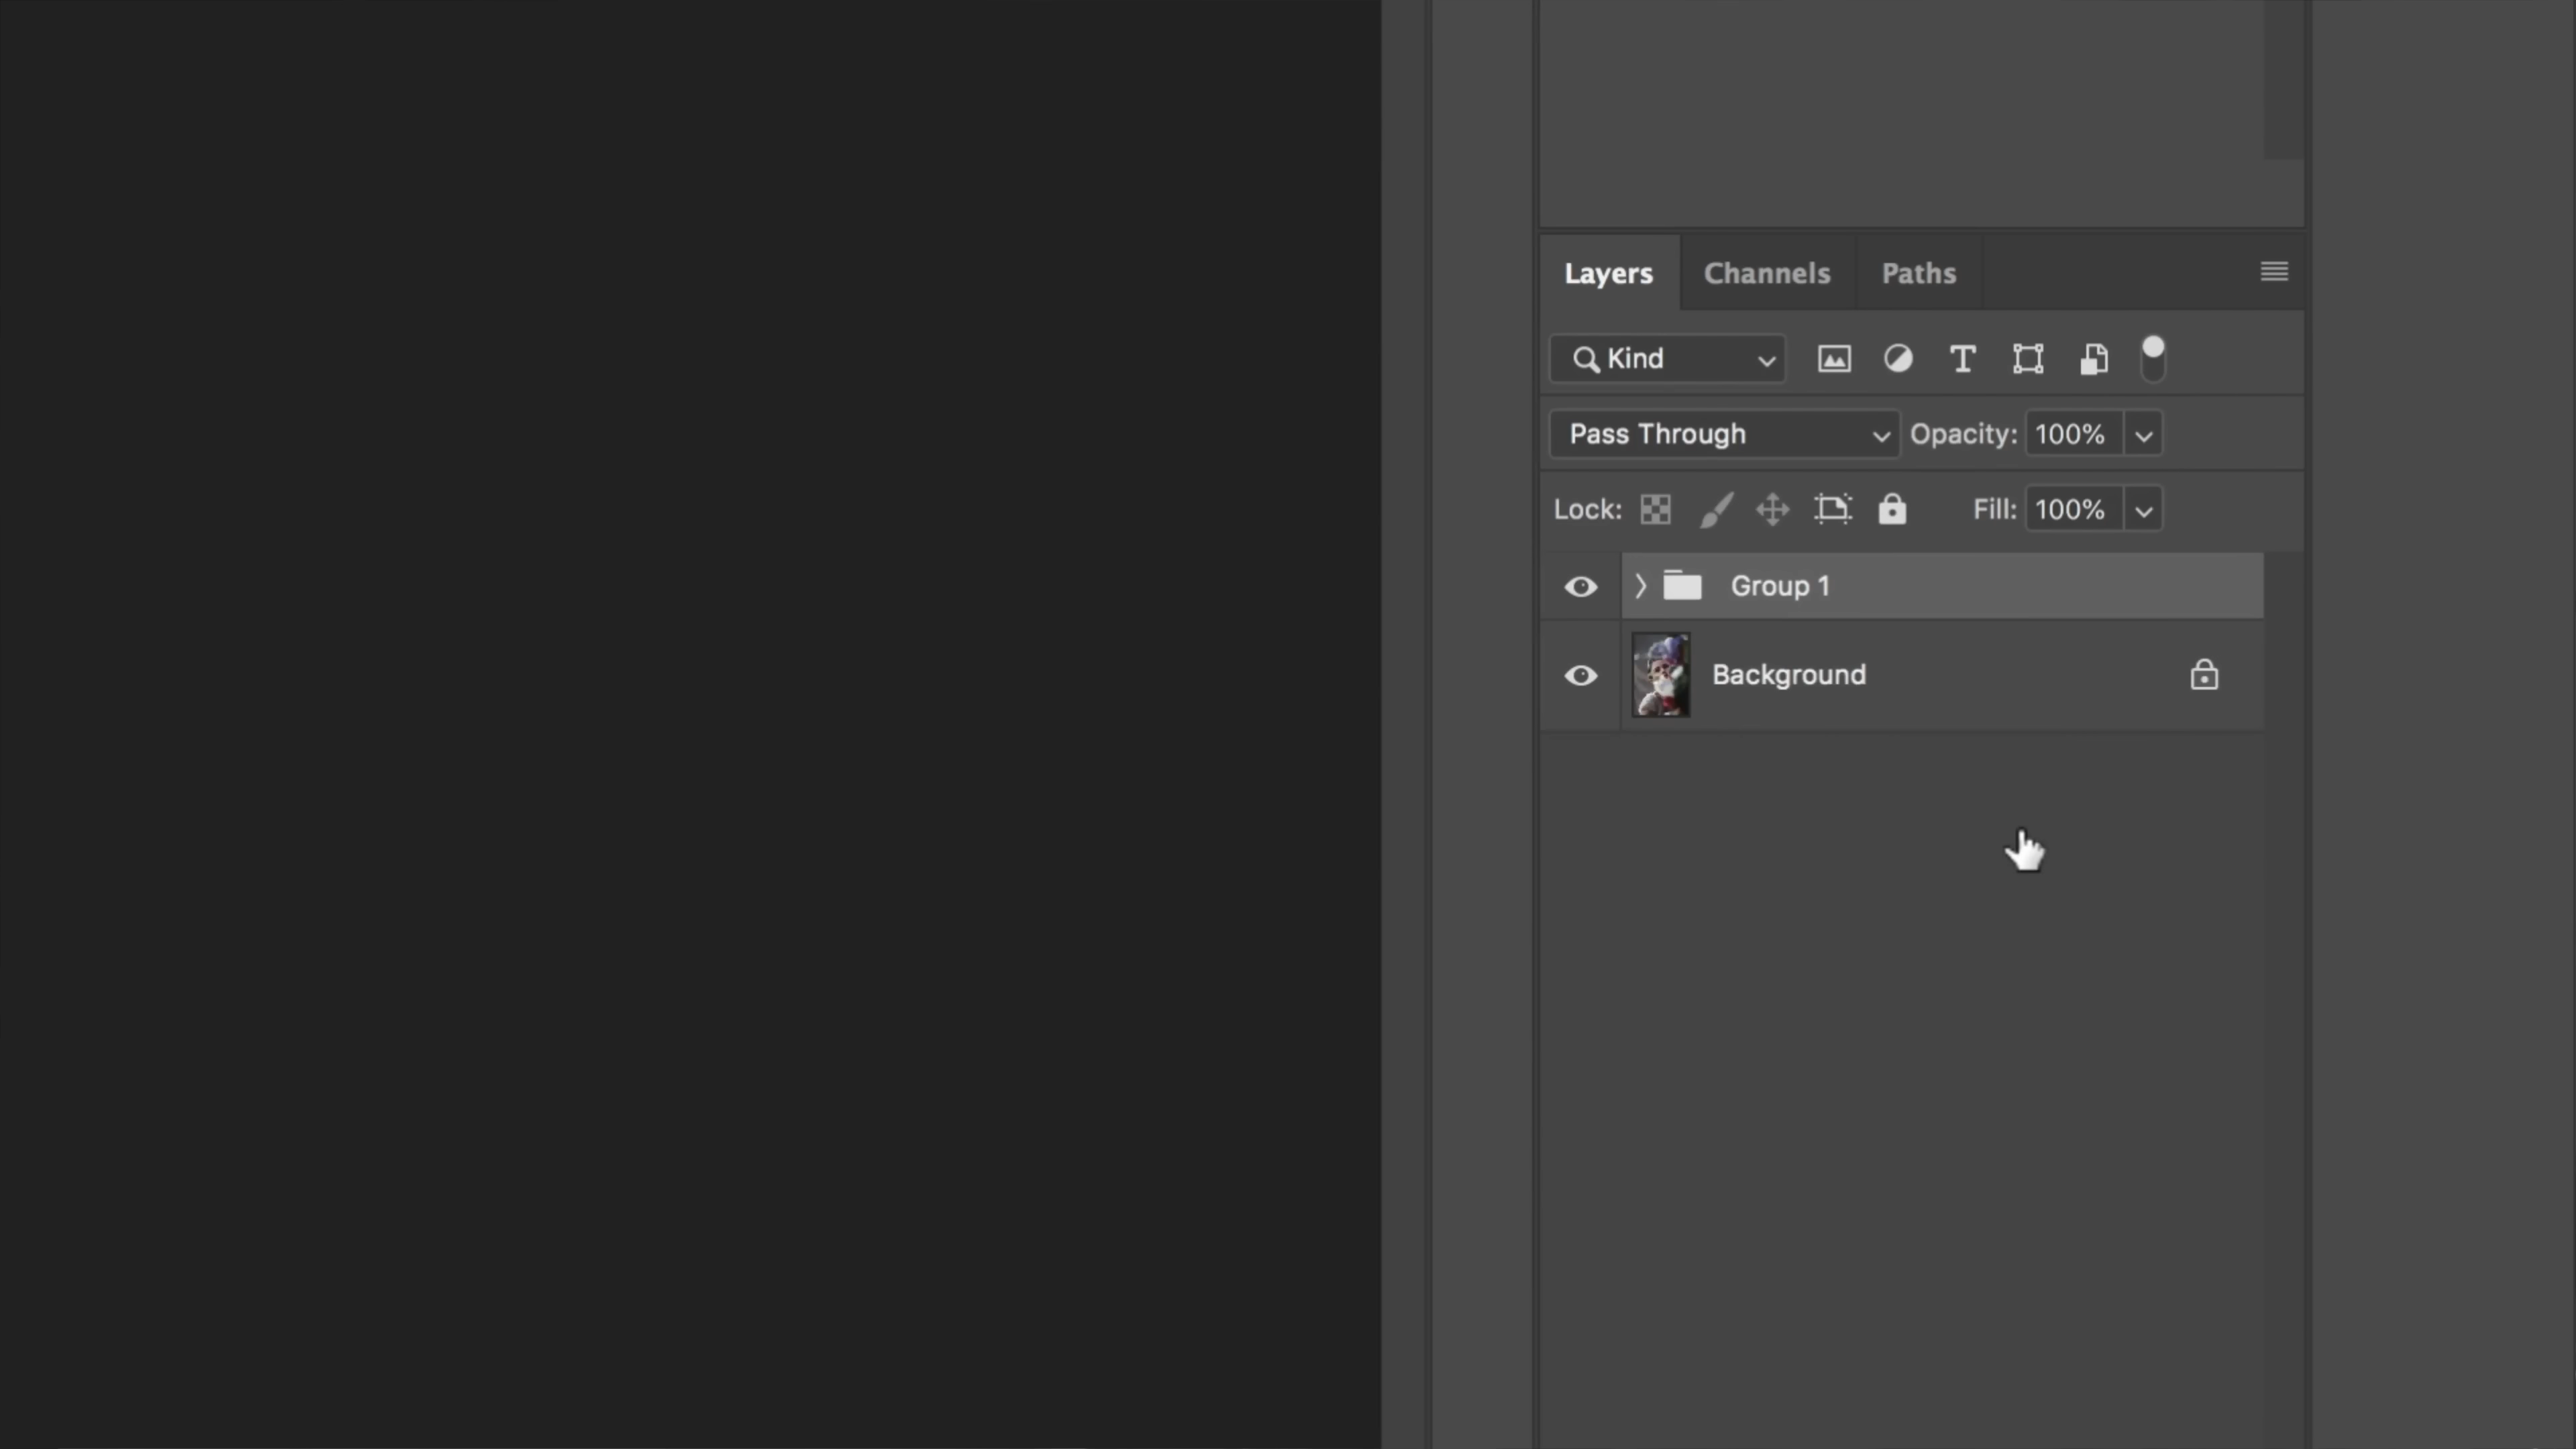 Layers Channels Paths
Kind
Pass Through Opacity: 100%
Lock: Fill: 100%
Group 1
Background